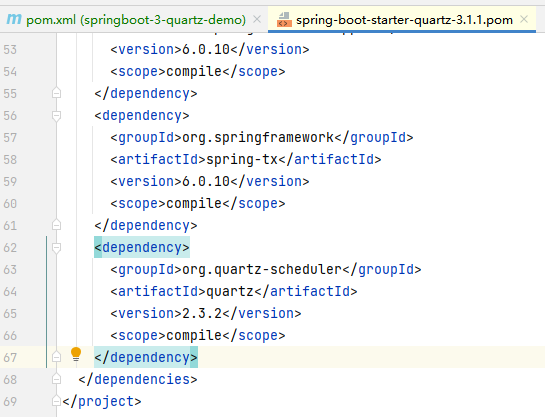 pom.xml (springboot-3-quartz-demo) spring-boot-starter-quartz-3.1.1.pom
53 <version>6.0.10</version>
54 <scope>compile</scope>
55 </dependency>
56 <dependency>
57 <groupId>org.springframework</groupId>
58 <artifactId>spring-tx</artifactId>
59 <version>6.0.10</version>
60 <scope>compile</scope>
61 </dependency>
62 <dependency>
63 <groupId>org.quartz-scheduler</groupId>
64 <artifactId>quartz</artifactId>
65 <version>2.3.2</version>
66 <scope>compile</scope>
67 </dependency>
68 </dependencies>
69 </project>